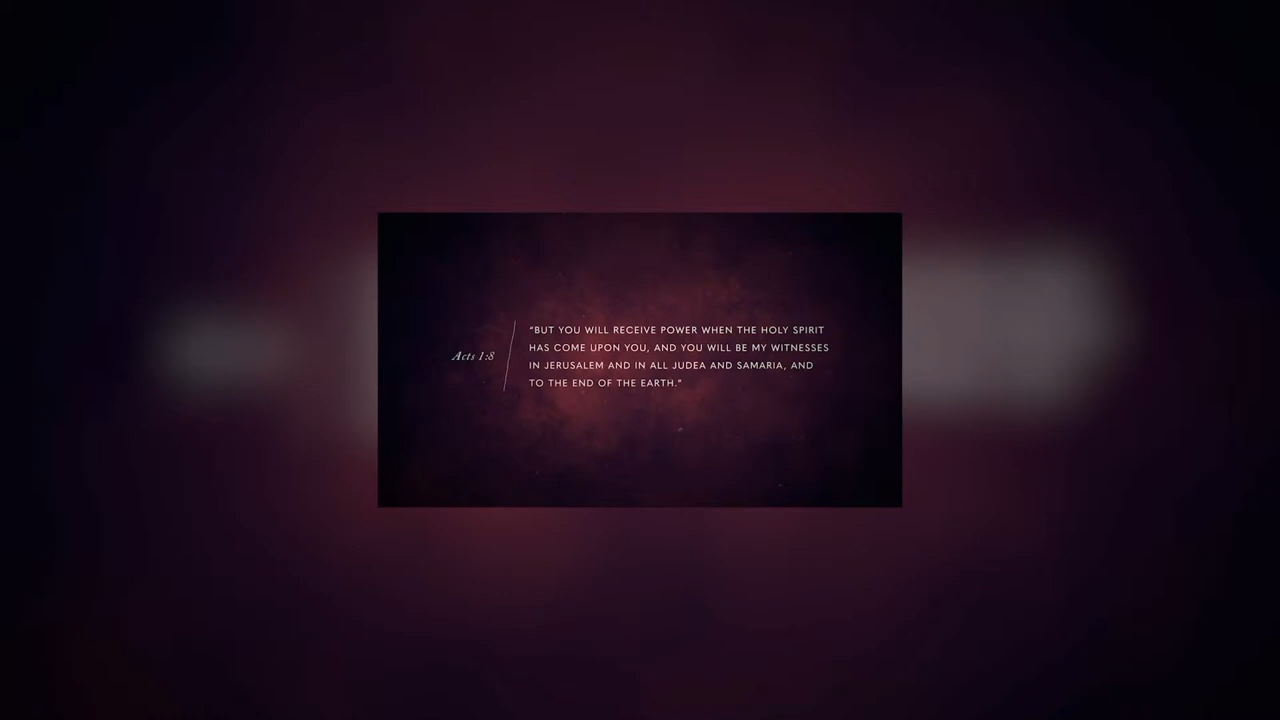 Acts 1:8
“BUT YOU WILL RECEIVE POWER WHEN THE HOLY SPIRIT
HAS COME UPON YOU, AND YOU WILL BE MY WITNESSES
IN JERUSALEM AND IN ALL JUDEA AND SAMARIA, AND
TO THE END OF THE EARTH.”